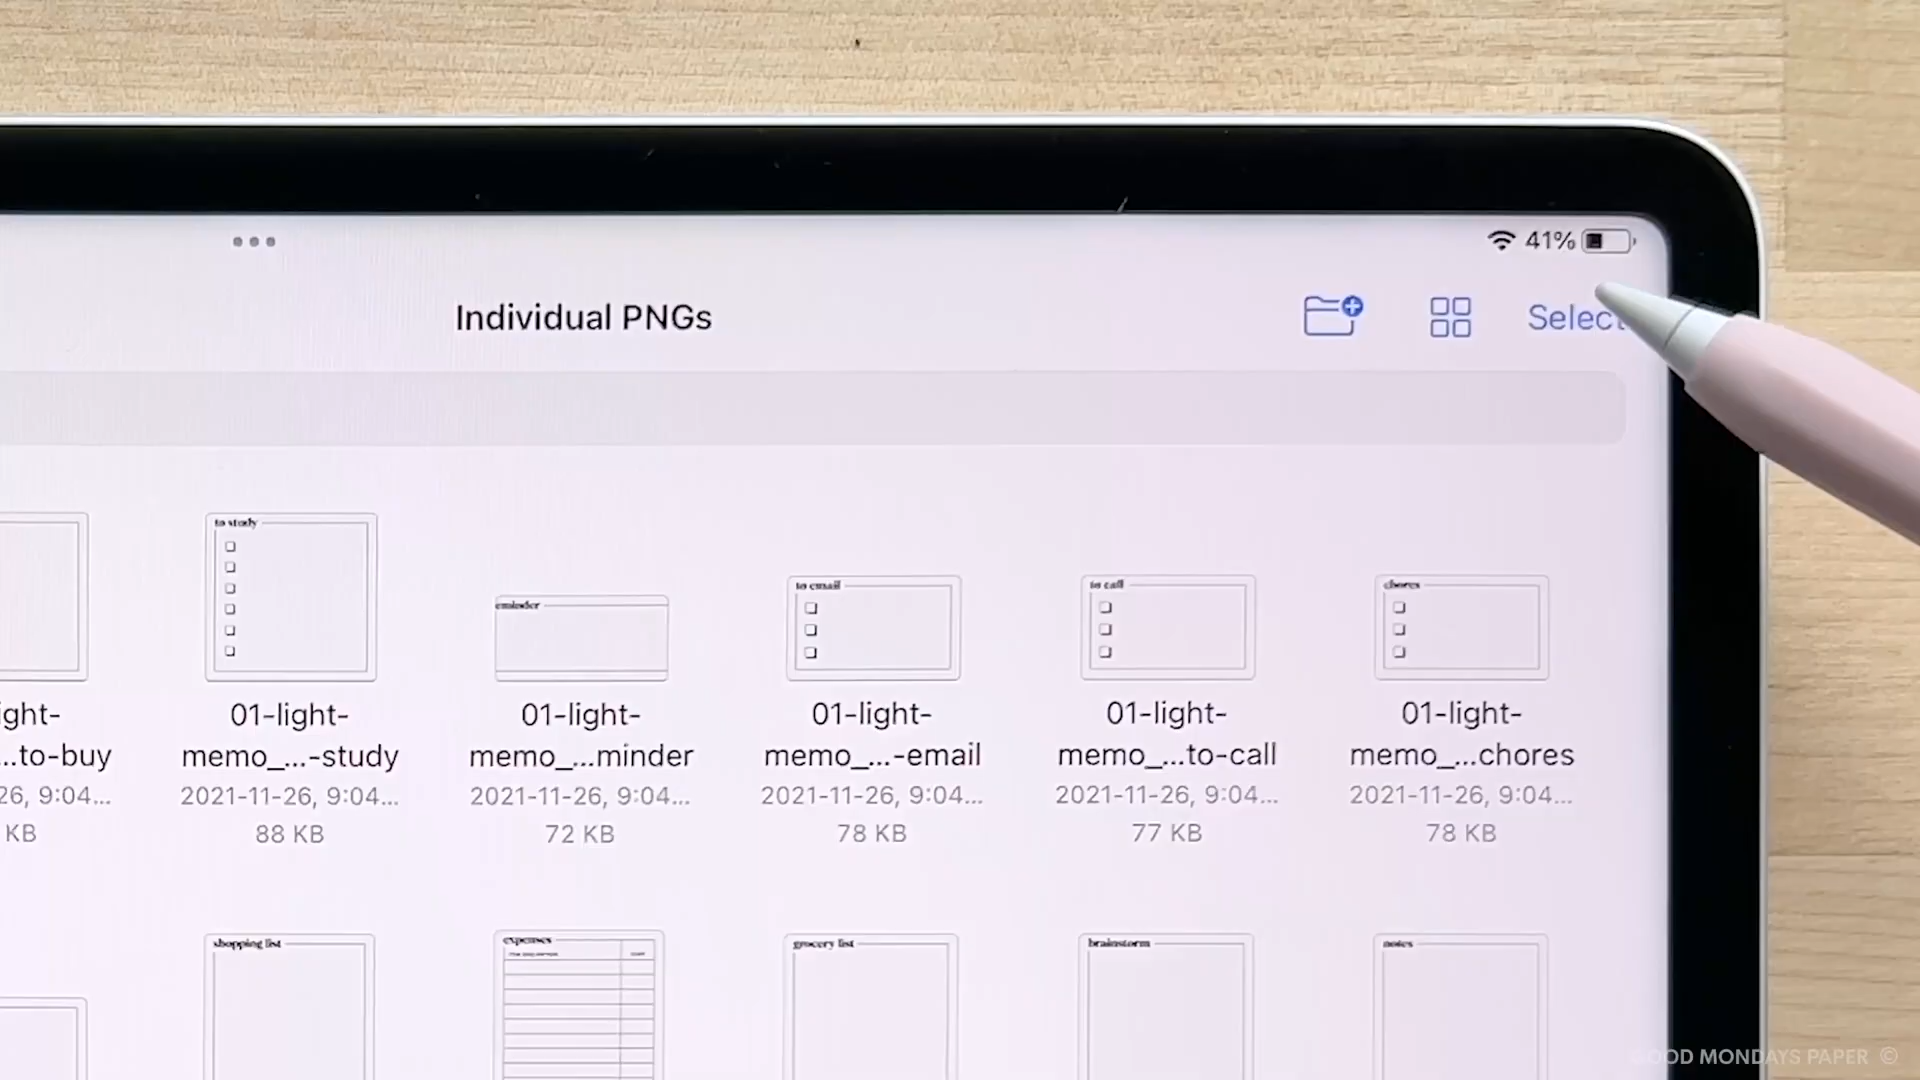 41%
Individual PNGs
Select
to study
eminder
to email
to call
chores
ight-
01-light-
01-light-
01-light-
01-light-
01-light-
...to-buy
memo_...-study
memo_...minder
memo_...-email
memo_...to-call
memo_...chores
26, 9:04...
2021-11-26, 9:04...
2021-11-26, 9:04...
2021-11-26, 9:04...
2021-11-26, 9:04...
2021-11-26, 9:04...
KB
88 KB
72 KB
78 KB
77 KB
78 KB
shopping list
expenses
grocery list
brainstorm
notes
GOOD MONDAYS PAPER ©